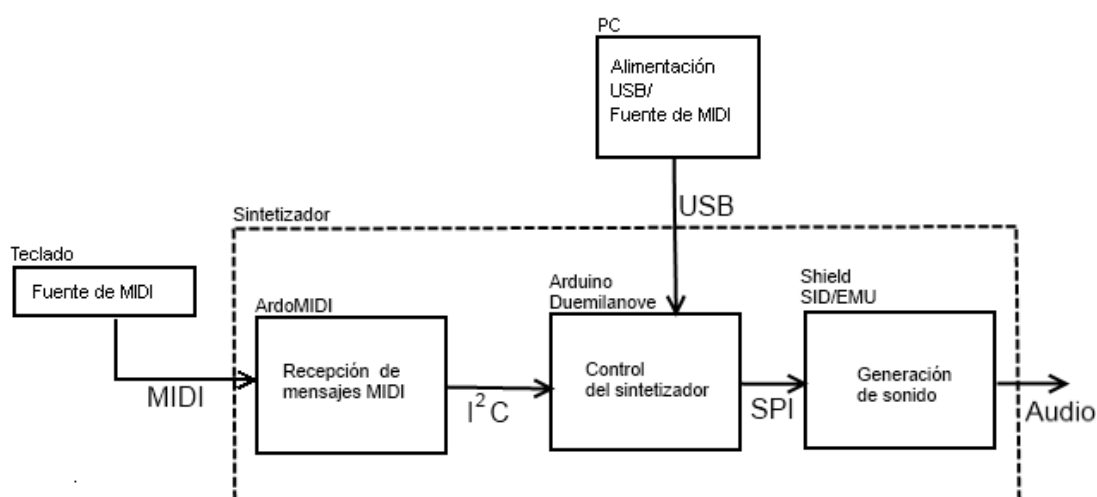 PC
Alimentación
USB/
Fuente de MIDI
USB
Sintetizador
Teclado
Fuente de MIDI
MIDI
ArdoMIDI
Recepción de
mensajes MIDI
I²C
Arduino
Duemilanove
Control
del sintetizador
SPI
Shield
SID/EMU
Generación
de sonido
Audio